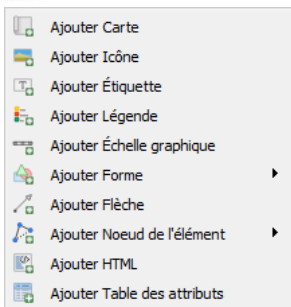 Ajouter Carte
Ajouter Icône
Ajouter Étiquette
Ajouter Légende
Ajouter Échelle graphique
Ajouter Forme
Ajouter Flèche
Ajouter Noeud de l'élément
Ajouter HTML
Ajouter Table des attributs